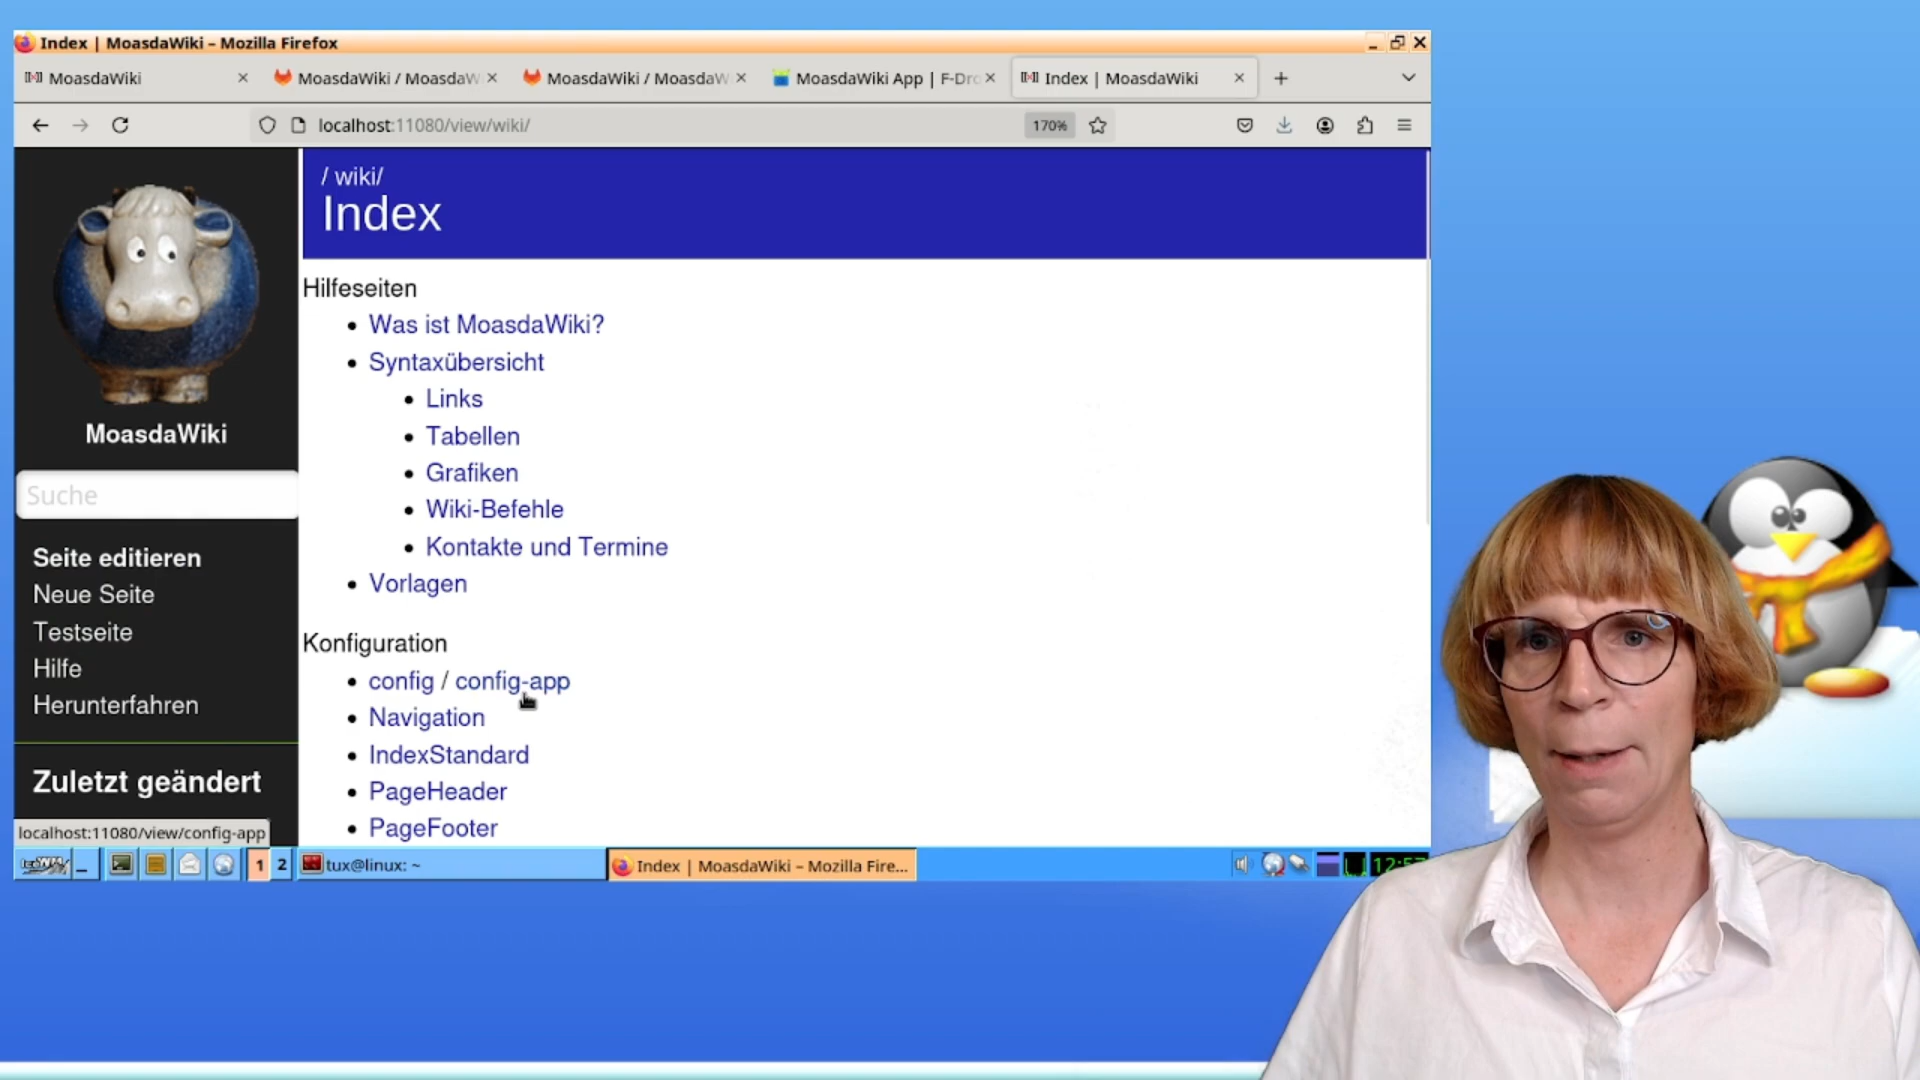 Index | MoasdaWiki – Mozilla Firefox
MoasdaWiki
MoasdaWiki / MoasdaW
MoasdaWiki / MoasdaW
MoasdaWiki App | F-Dro
Index | MoasdaWiki
localhost:11080/view/wiki/
170%
/ wiki/
Index
MoasdaWiki
Suche
Seite editieren
Neue Seite
Testseite
Hilfe
Herunterfahren
Zuletzt geändert
Hilfeseiten
Was ist MoasdaWiki?
Syntaxübersicht
Links
Tabellen
Grafiken
Wiki-Befehle
Kontakte und Termine
Vorlagen
Konfiguration
config / config-app
Navigation
IndexStandard
PageHeader
PageFooter
localhost:11080/view/config-app
1 2
tux@linux: ~
Index | MoasdaWiki – Mozilla Fire...